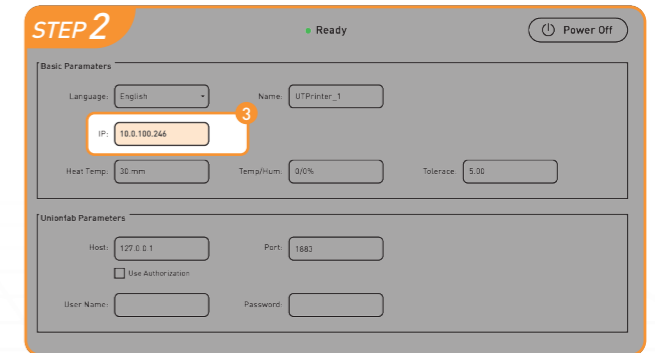 STEP 2
Ready
Power Off
Basic Paramaters
Language: English Name: UTPrinter_1
3
IP: 10.0.100.246
Heat Temp: 30.mm Temp/Hum: 0/0% Tolerace: 5.00
Unionfab Parameters
Host: 127.0.0.1 Port: 1883
Use Authorization
User Name: Password: